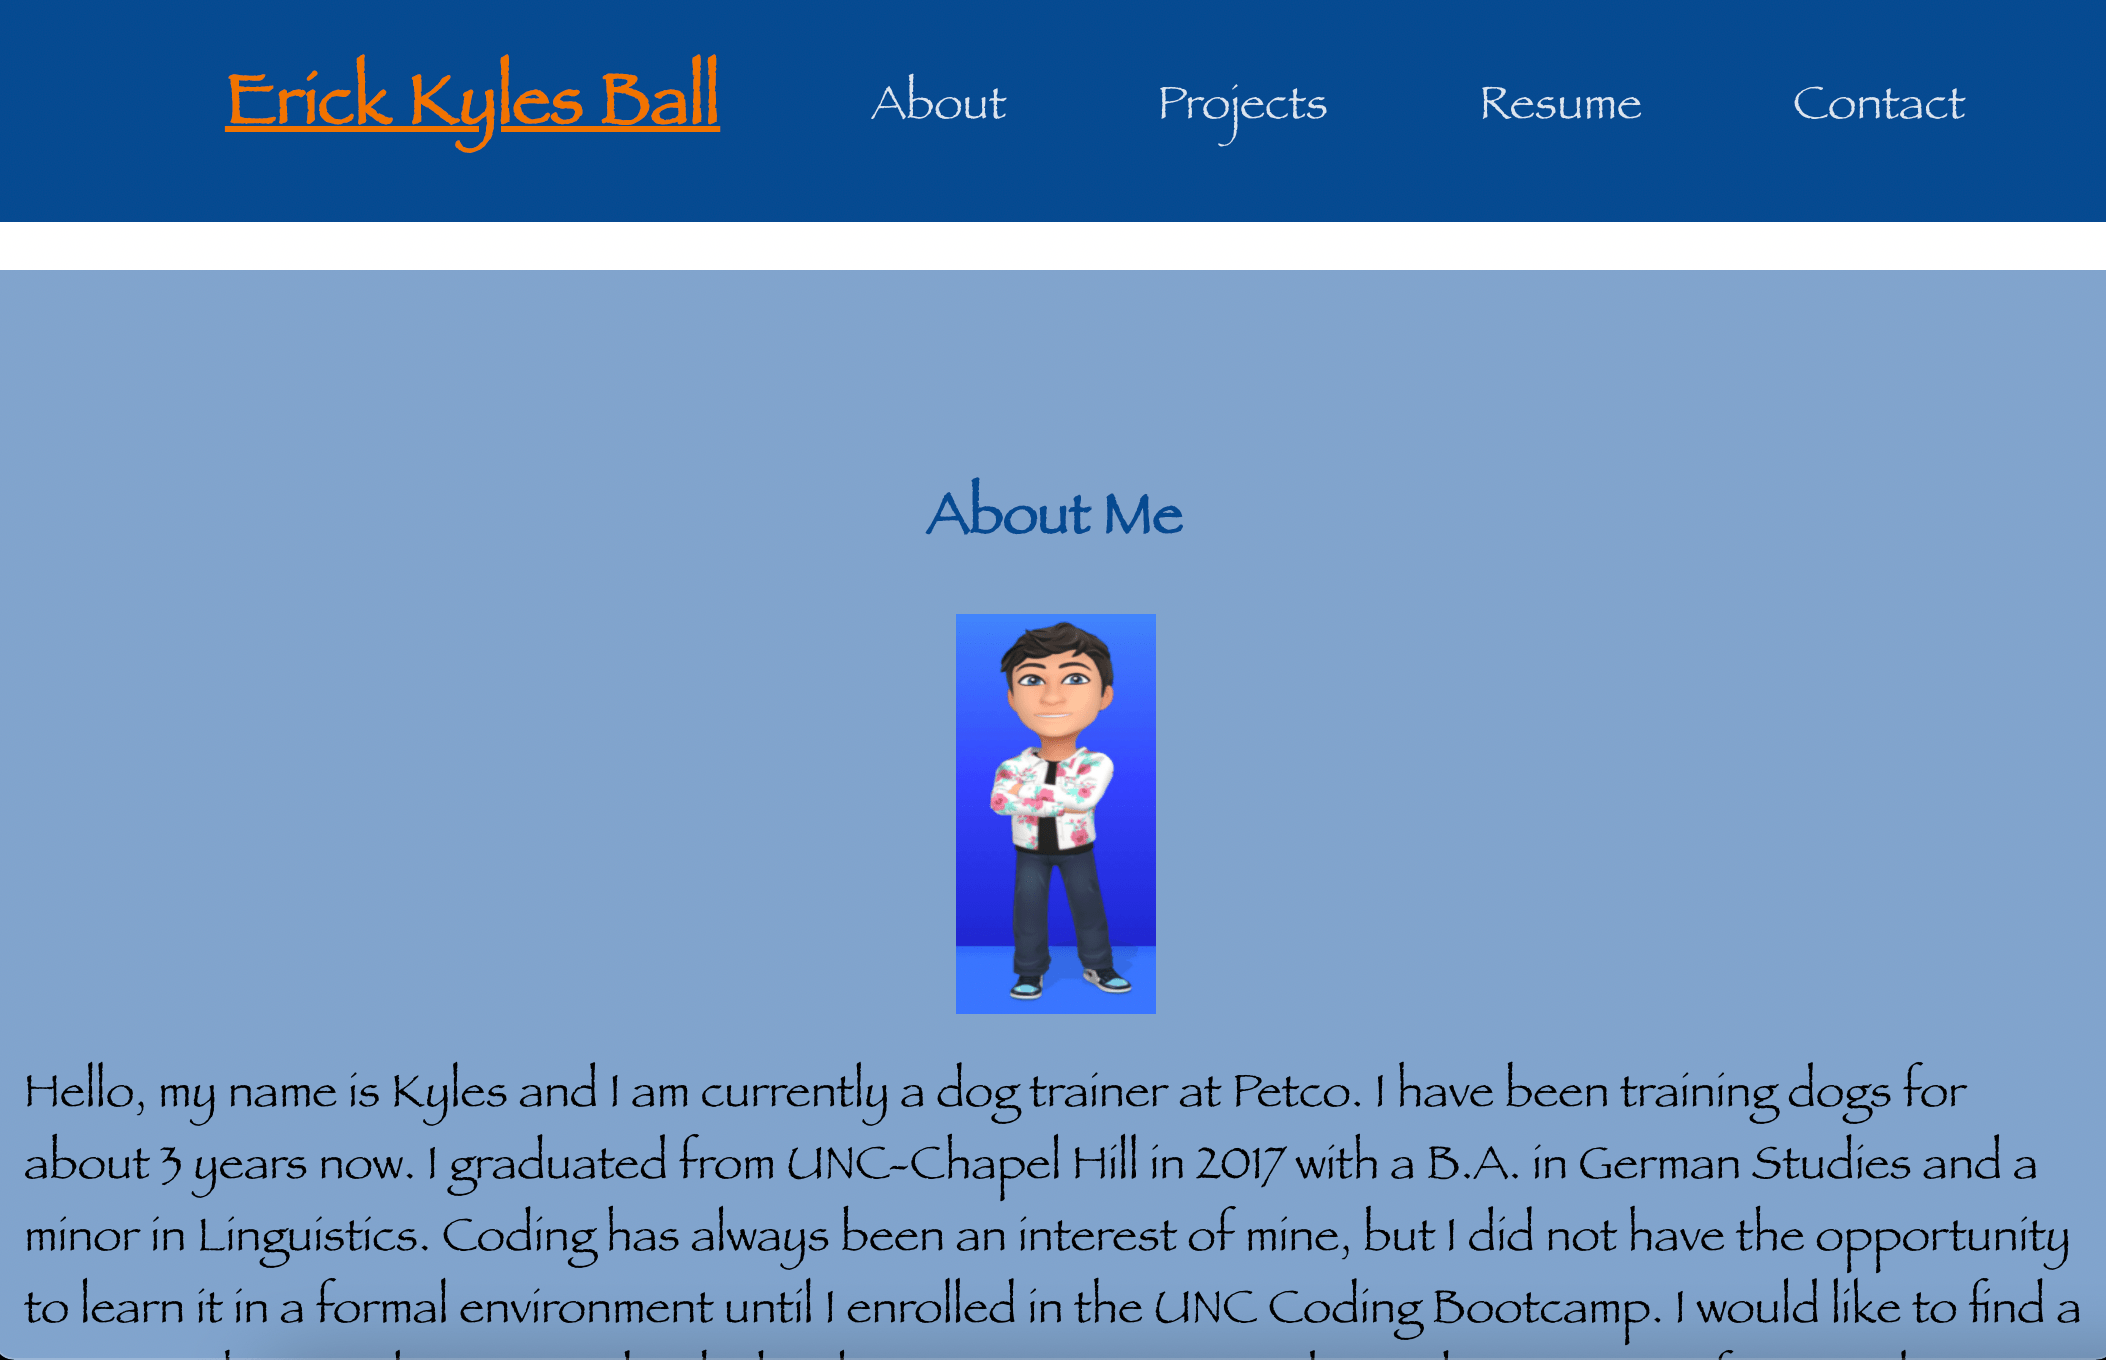 Erick Kyles Ball About Projects Resume Contact
About Me
Hello, my name is Kyles and I am currently a dog trainer at Petco. I have been training dogs for
about 3 years now. I graduated from UNC-Chapel Hill in 2017 with a B.A. in German Studies and a
minor in Linguistics. Coding has always been an interest of mine, but I did not have the opportunity
to learn it in a formal environment until I enrolled in the UNC Coding Bootcamp. I would like to find a